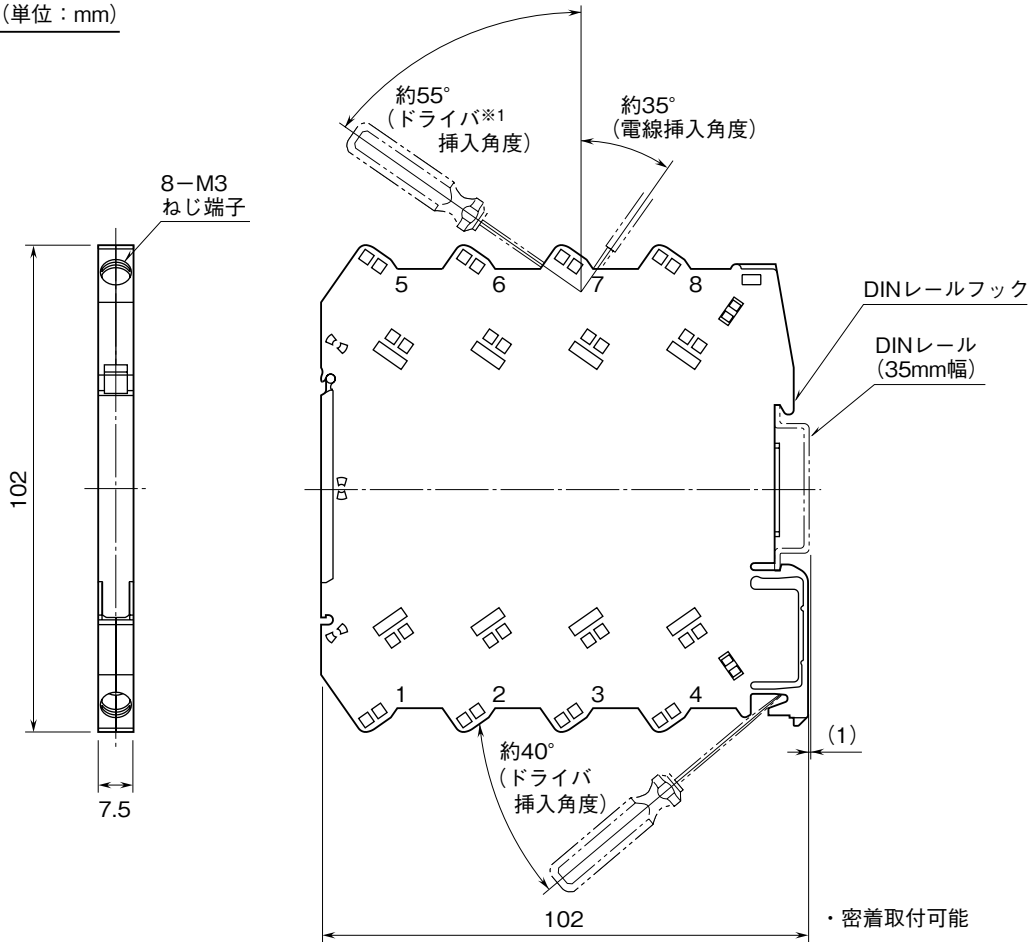 （単位：mm）
約55°
（ドライバ※1
挿入角度）
約35°
（電線挿入角度）
8－M3
ねじ端子
5 6 7 8
DINレールフック
DINレール
（35mm幅）
102
1 2 3 4
(1)
約40°
（ドライバ
挿入角度）
7.5
102
・密着取付可能